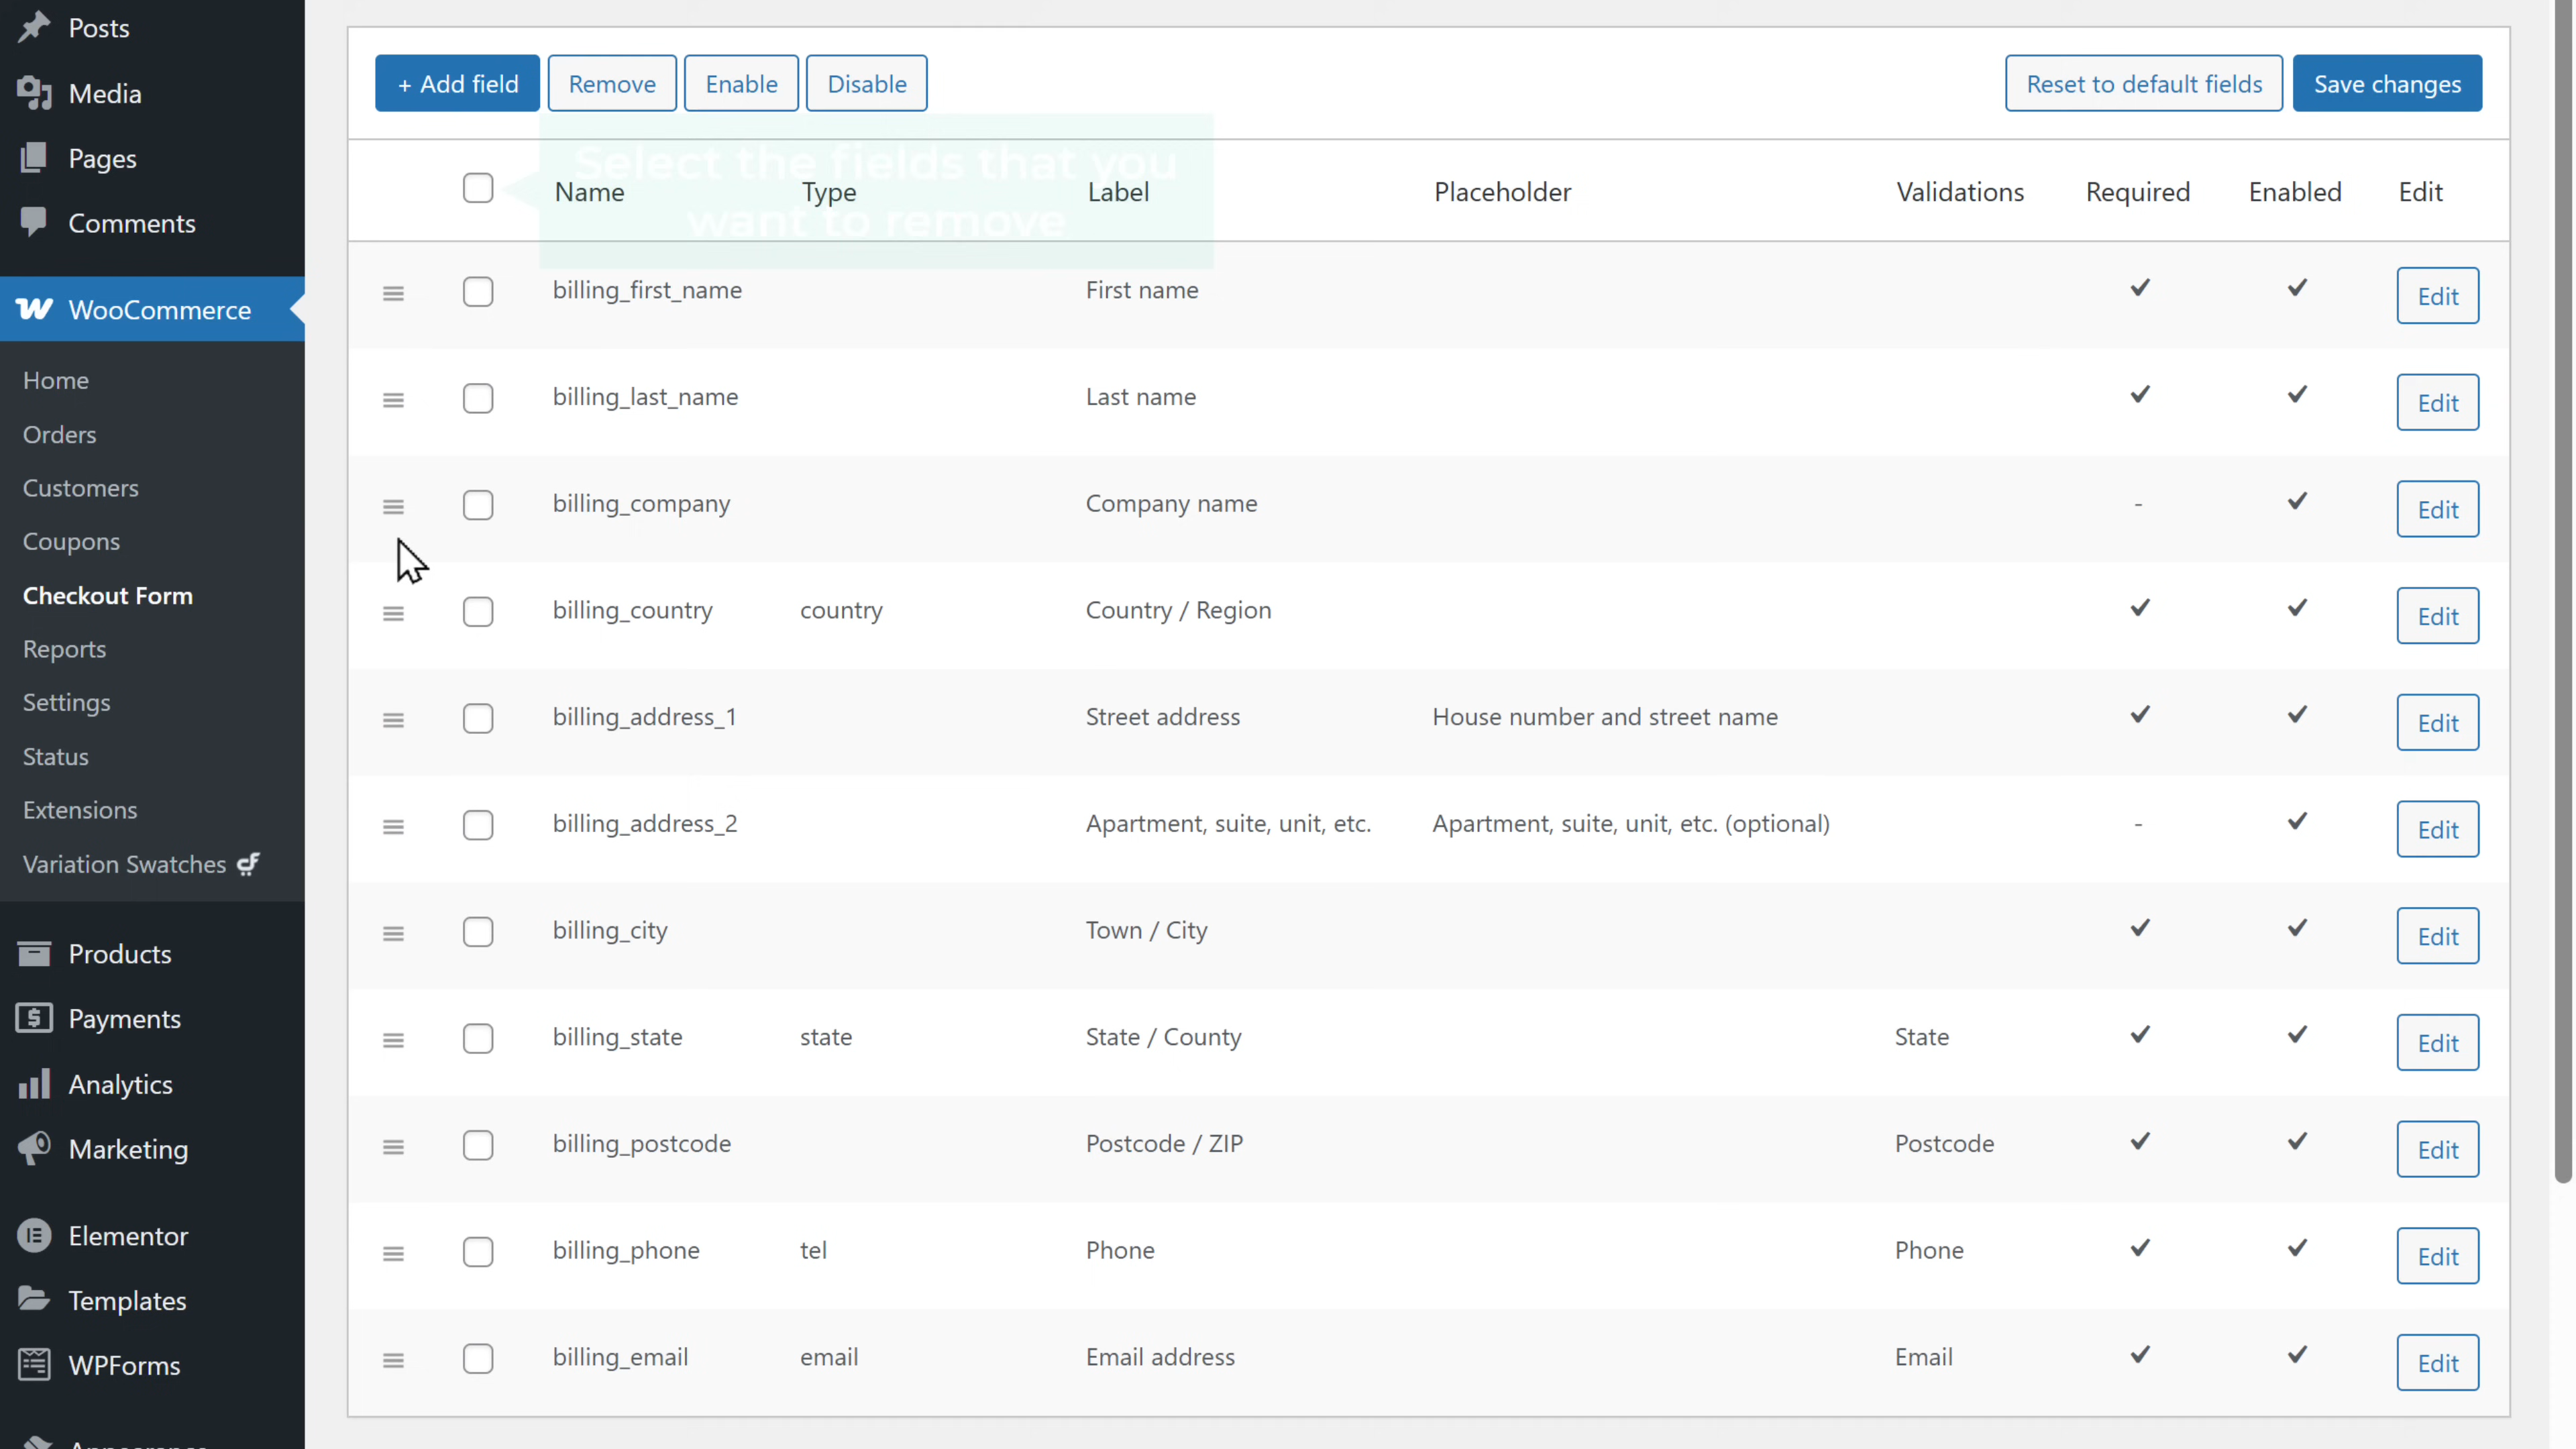 Posts
Media
Pages
Comments
WooCommerce
Home
Orders
Customers
Coupons
Checkout Form
Reports
Settings
Status
Extensions
Variation Swatches
Products
Payments
Analytics
Marketing
Elementor
Templates
WPForms
Appearance
+ Add field Remove Enable Disable Reset to default fields Save changes
Select the fields that you
want to remove
Name Type Label Placeholder Validations Required Enabled Edit
billing_first_name First name Edit
billing_last_name Last name Edit
billing_company Company name - Edit
billing_country country Country / Region Edit
billing_address_1 Street address House number and street name Edit
billing_address_2 Apartment, suite, unit, etc. Apartment, suite, unit, etc. (optional) - Edit
billing_city Town / City Edit
billing_state state State / County State Edit
billing_postcode Postcode / ZIP Postcode Edit
billing_phone tel Phone Phone Edit
billing_email email Email address Email Edit